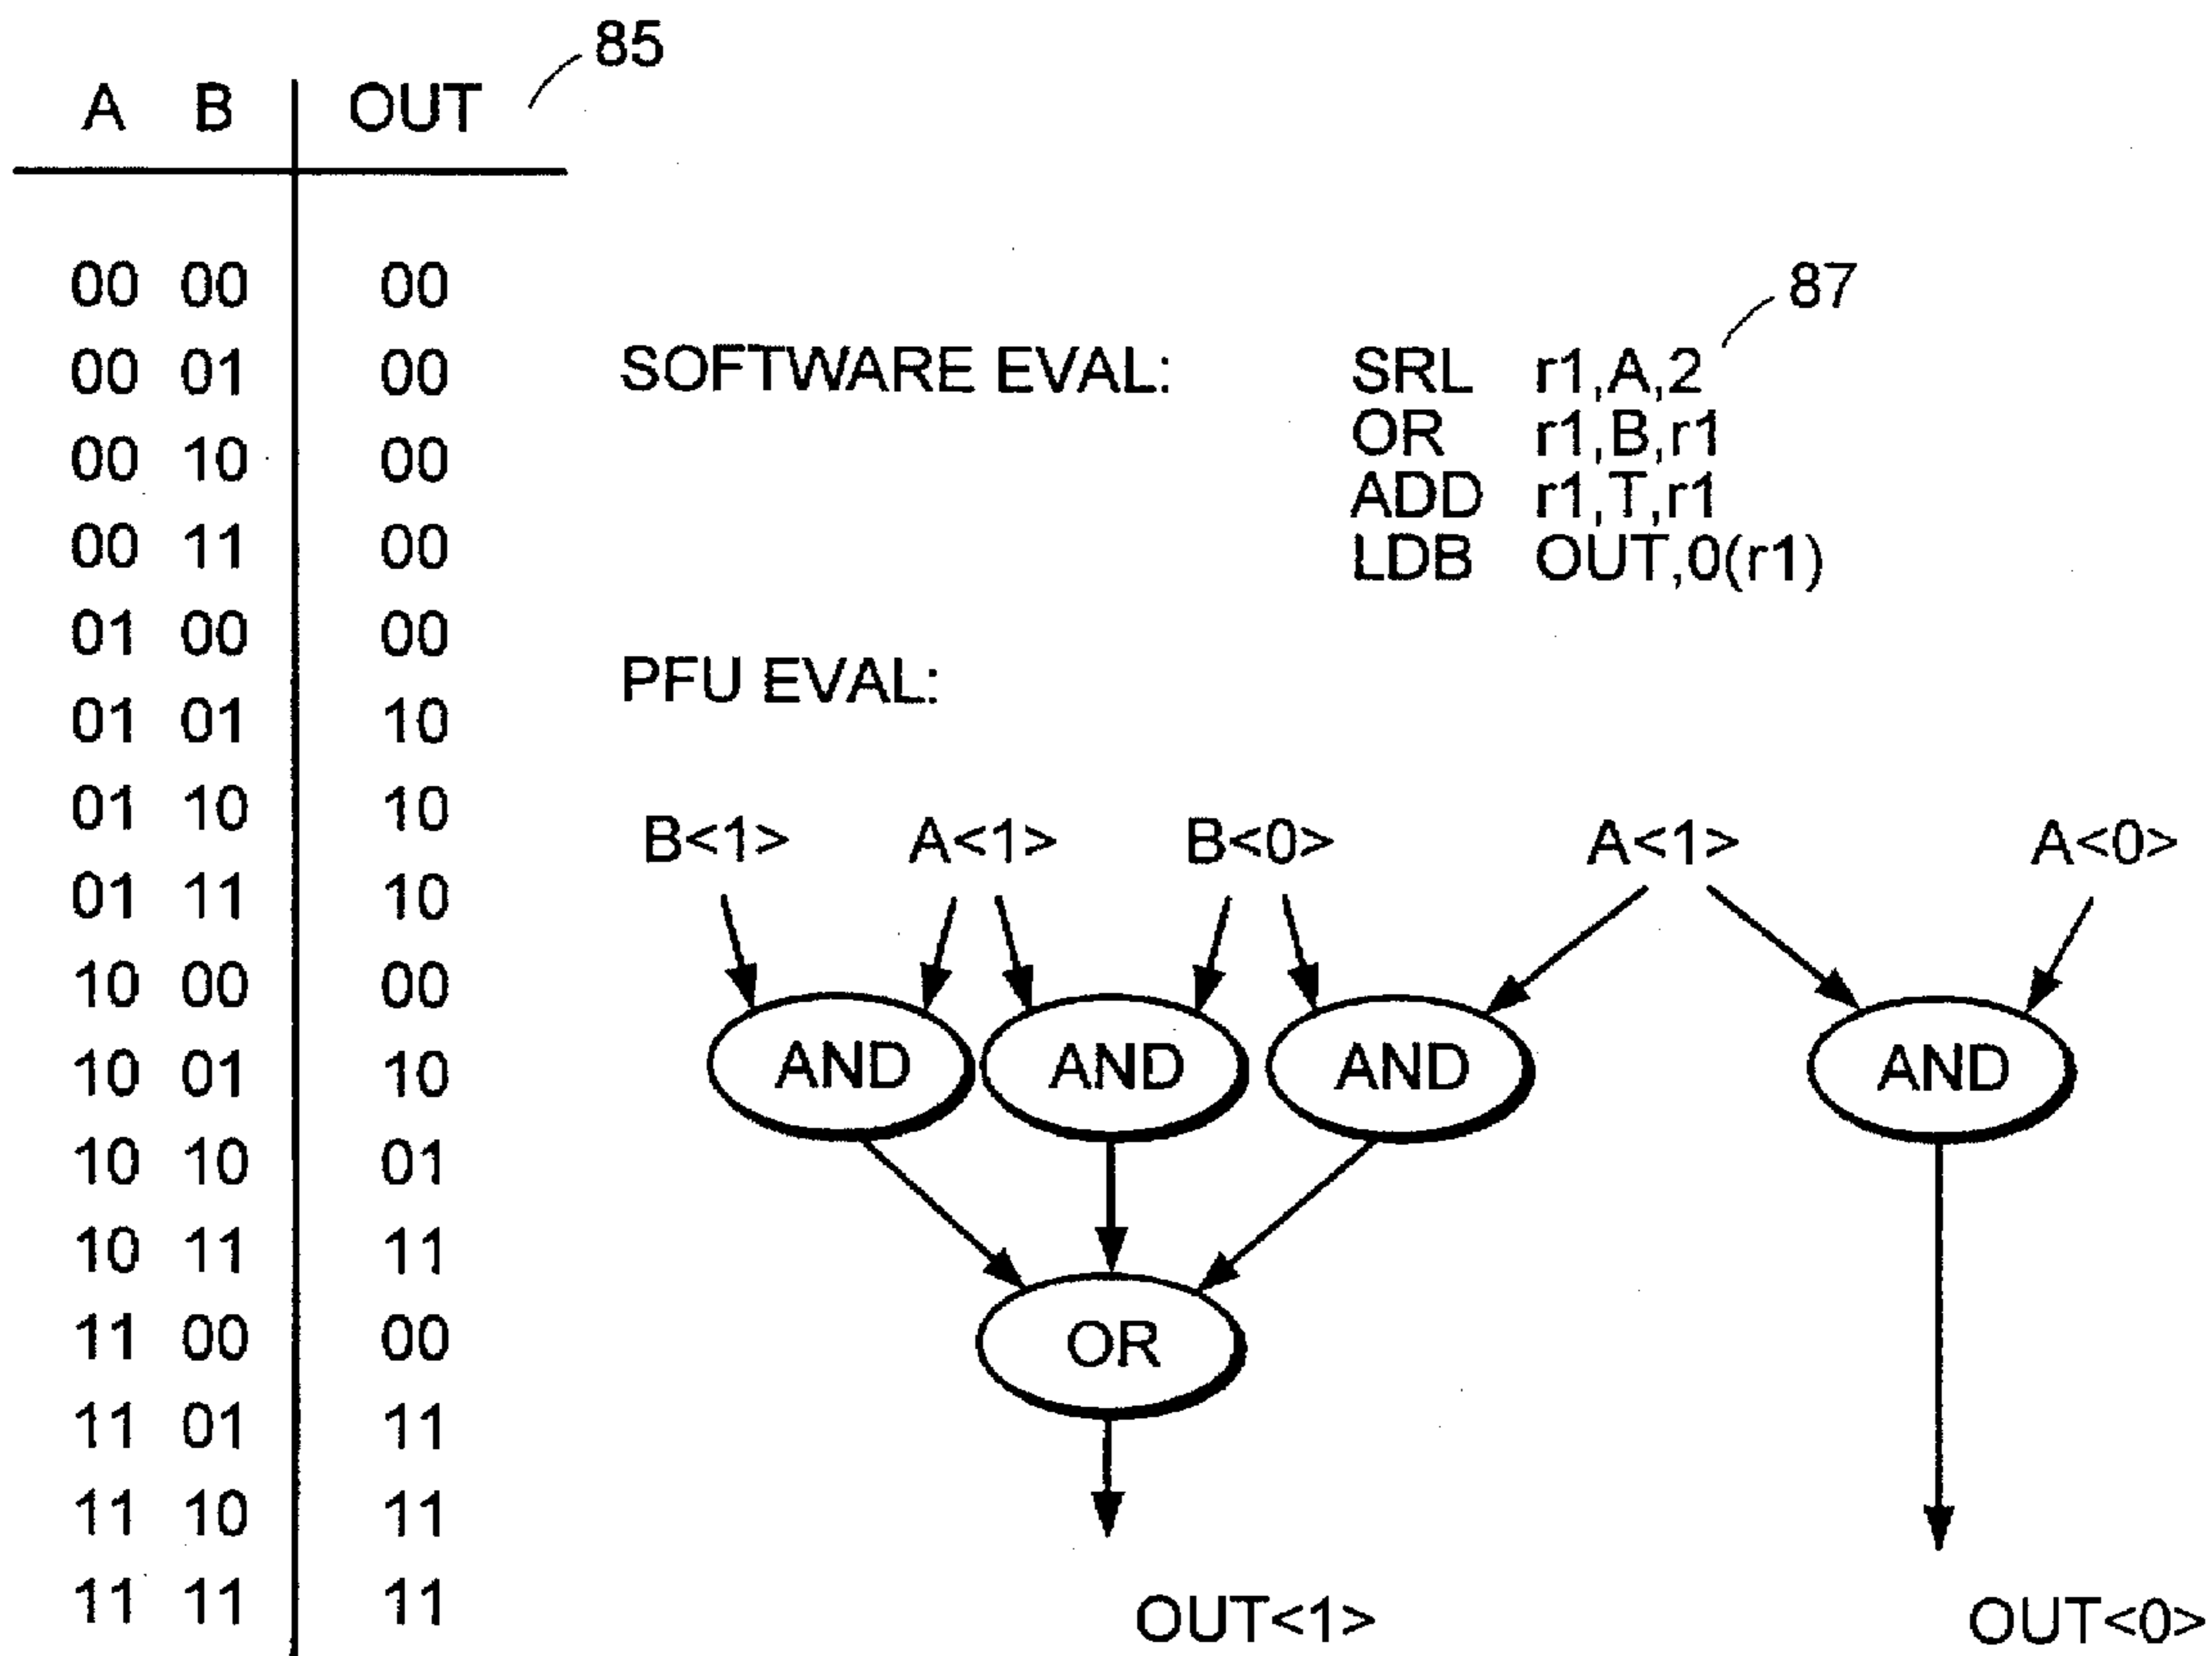 85
A B OUT
00 00 00
00 01 00
00 10 00
00 11 00
01 00 00
01 01 10
01 10 10
01 11 10
10 00 00
10 01 10
10 10 01
10 11 11
11 00 00
11 01 11
11 10 11
11 11 11
87
SOFTWARE EVAL: SRL r1,A,2
OR r1,B,r1
ADD r1,T,r1
LDB OUT,0(r1)
PFU EVAL:
B<1> A<1> B<0> A<1> A<0>
AND AND AND AND
OR
OUT<1> OUT<0>